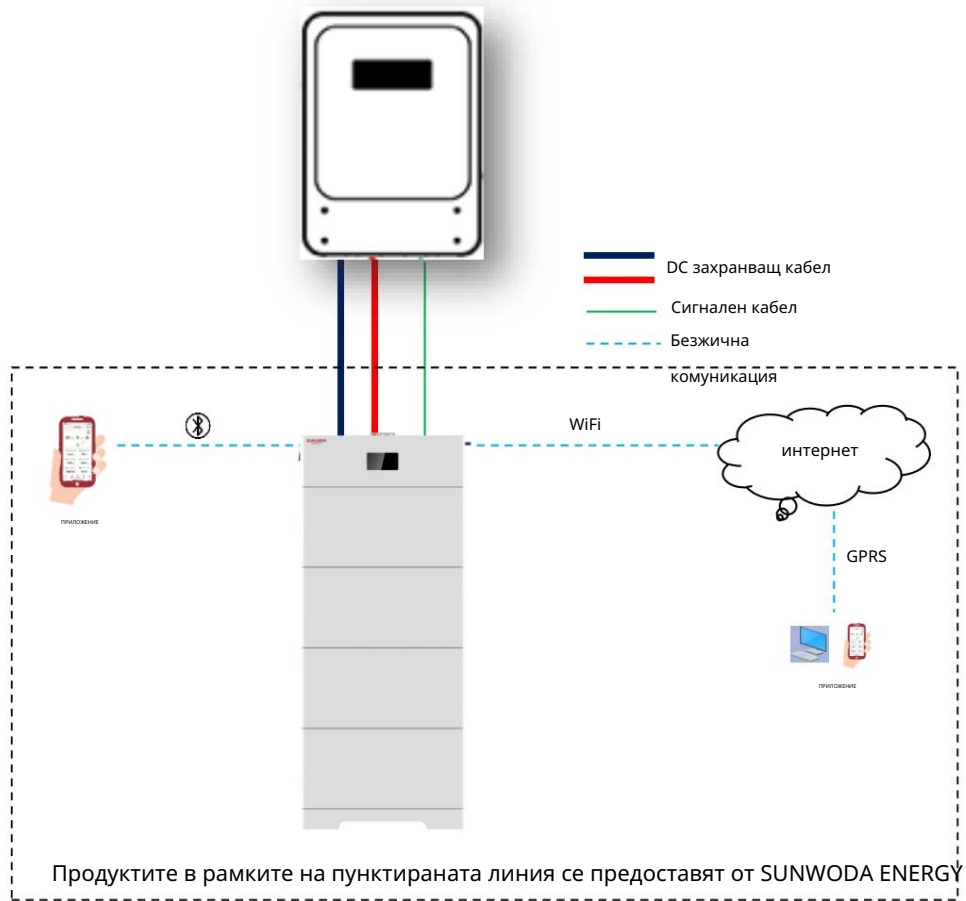 DC захранващ кабел
Сигнален кабел
Безжична
комуникация
WiFi
интернет
ПРИЛОЖЕНИЕ
GPRS
ПРИЛОЖЕНИЕ
Продуктите в рамките на пунктираната линия се предоставят от SUNWODA ENERGY